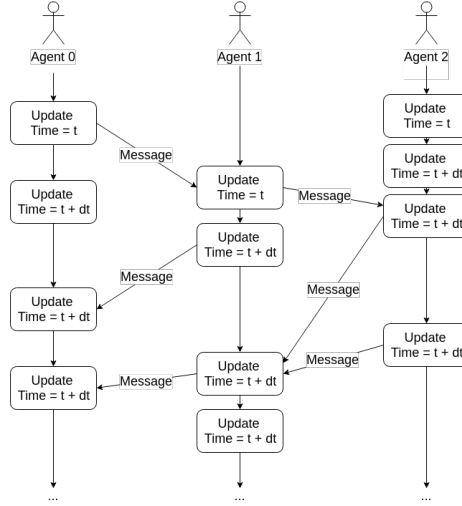 Agent 0
Agent 1
Agent 2
Update
Time = t
Update
Time = t
Message
Update
Time = t + dt
Update
Time = t
Message
Update
Time = t + dt
Update
Time = t + dt
Update
Time = t + dt
Message
Message
Update
Time = t + dt
Update
Time = t + dt
Message
Update
Time = t + dt
Update
Time = t + dt
Message
Update
Time = t + dt
...
...
...